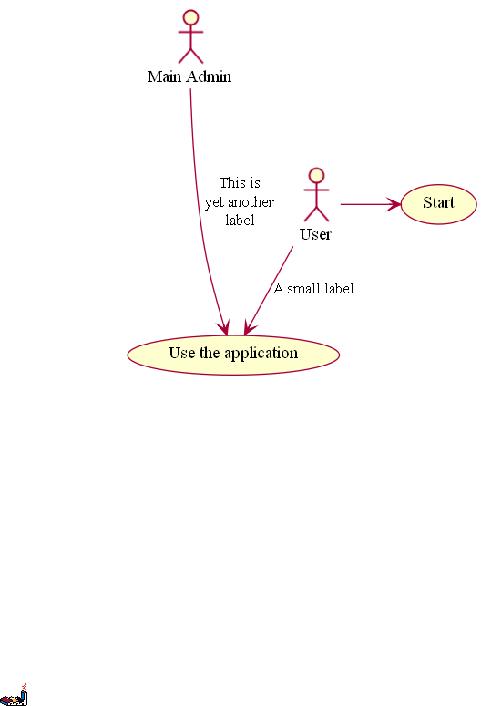 Main Admin
This is
yet another
label
User
Start
A small label
Use the application